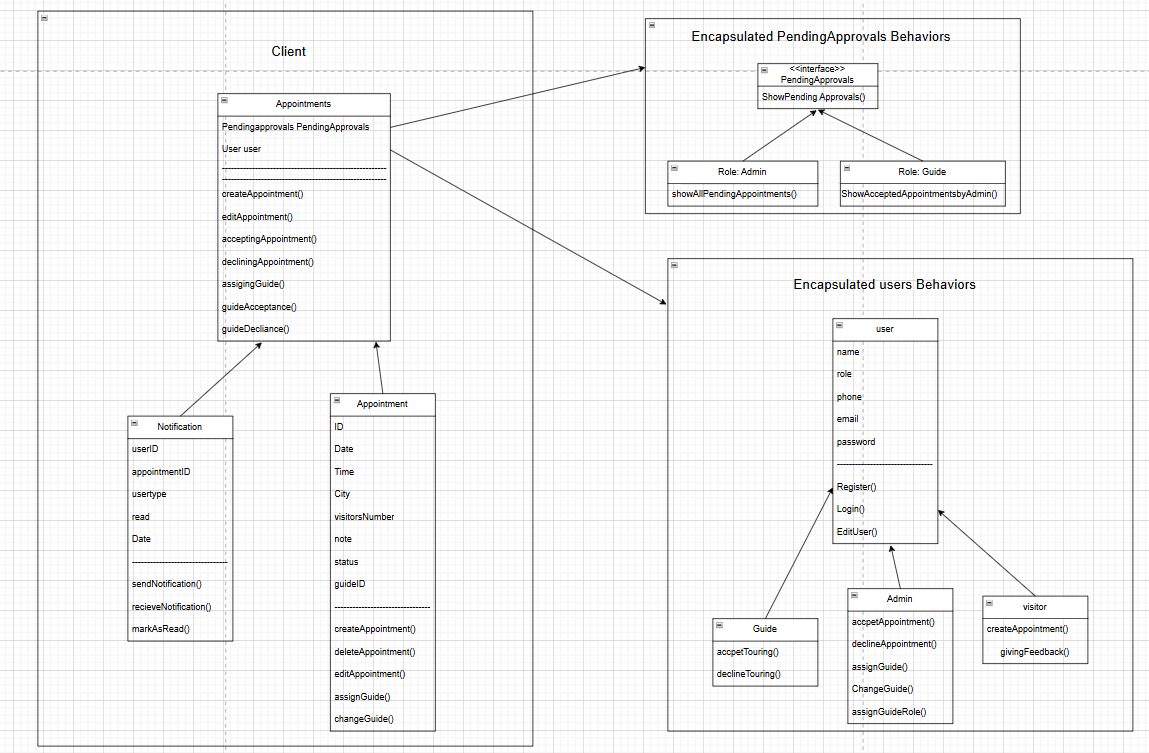 Client
Appointments
Pendingapprovals PendingApprovals
User user
-------------------------------------------------------
-------------------------------------------------------
createAppointment()
editAppointment()
acceptingAppointment()
decliningAppointment()
assigingGuide()
guideAcceptance()
guideDecliance()
Notification
userID
appointmentID
usertype
read
Date
--------------------------------
sendNotification()
recieveNotification()
markAsRead()
Appointment
ID
Date
Time
City
visitorsNumber
note
status
guideID
--------------------------------
createAppointment()
deleteAppointment()
editAppointment()
assignGuide()
changeGuide()
Encapsulated PendingApprovals Behaviors
<<interface>>
PendingApprovals
ShowPending Approvals()
Role: Admin
showAllPendingAppointments()
Role: Guide
ShowAcceptedAppointmentsbyAdmin()
Encapsulated users Behaviors
user
name
role
phone
email
password
--------------------------------
Register()
Login()
EditUser()
Guide
accpetTouring()
declineTouring()
Admin
accpetAppointment()
declineAppointment()
assignGuide()
ChangeGuide()
assignGuideRole()
visitor
createAppointment()
givingFeedback()